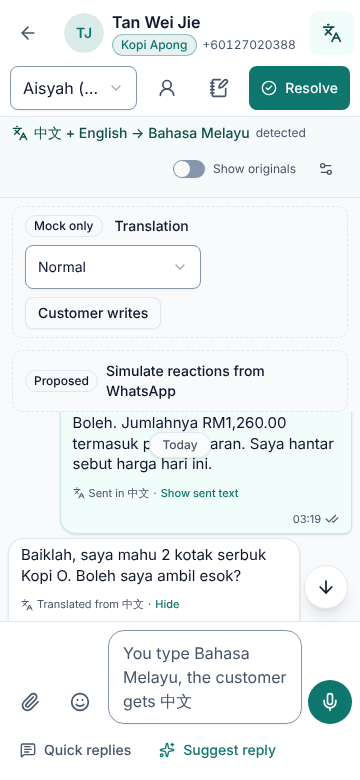 TJ
Tan Wei Jie
Kopi Apong
+60127020388
Aisyah (...
Resolve
中文 + English → Bahasa Melayu detected
Show originals
Mock only
Translation
Normal
Customer writes
Proposed
Simulate reactions from
WhatsApp
Boleh. Jumlahnya RM1,260.00
termasuk
Saya hantar
Today
sebut harga hari ini.
Sent in 中文 · Show sent text
03:19
Baiklah, saya mahu 2 kotak serbuk
Kopi O. Boleh saya ambil esok?
Translated from 中文 · Hide
You type Bahasa
Melayu, the customer
gets 中文
Quick replies
Suggest reply